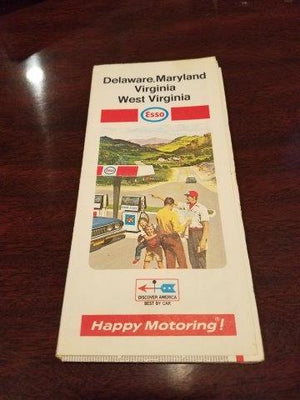 Delaware, Maryland
Virginia
West Virginia
Esso
Esso
DISCOVER AMERICA
BEST BY CAR
Happy Motoring!